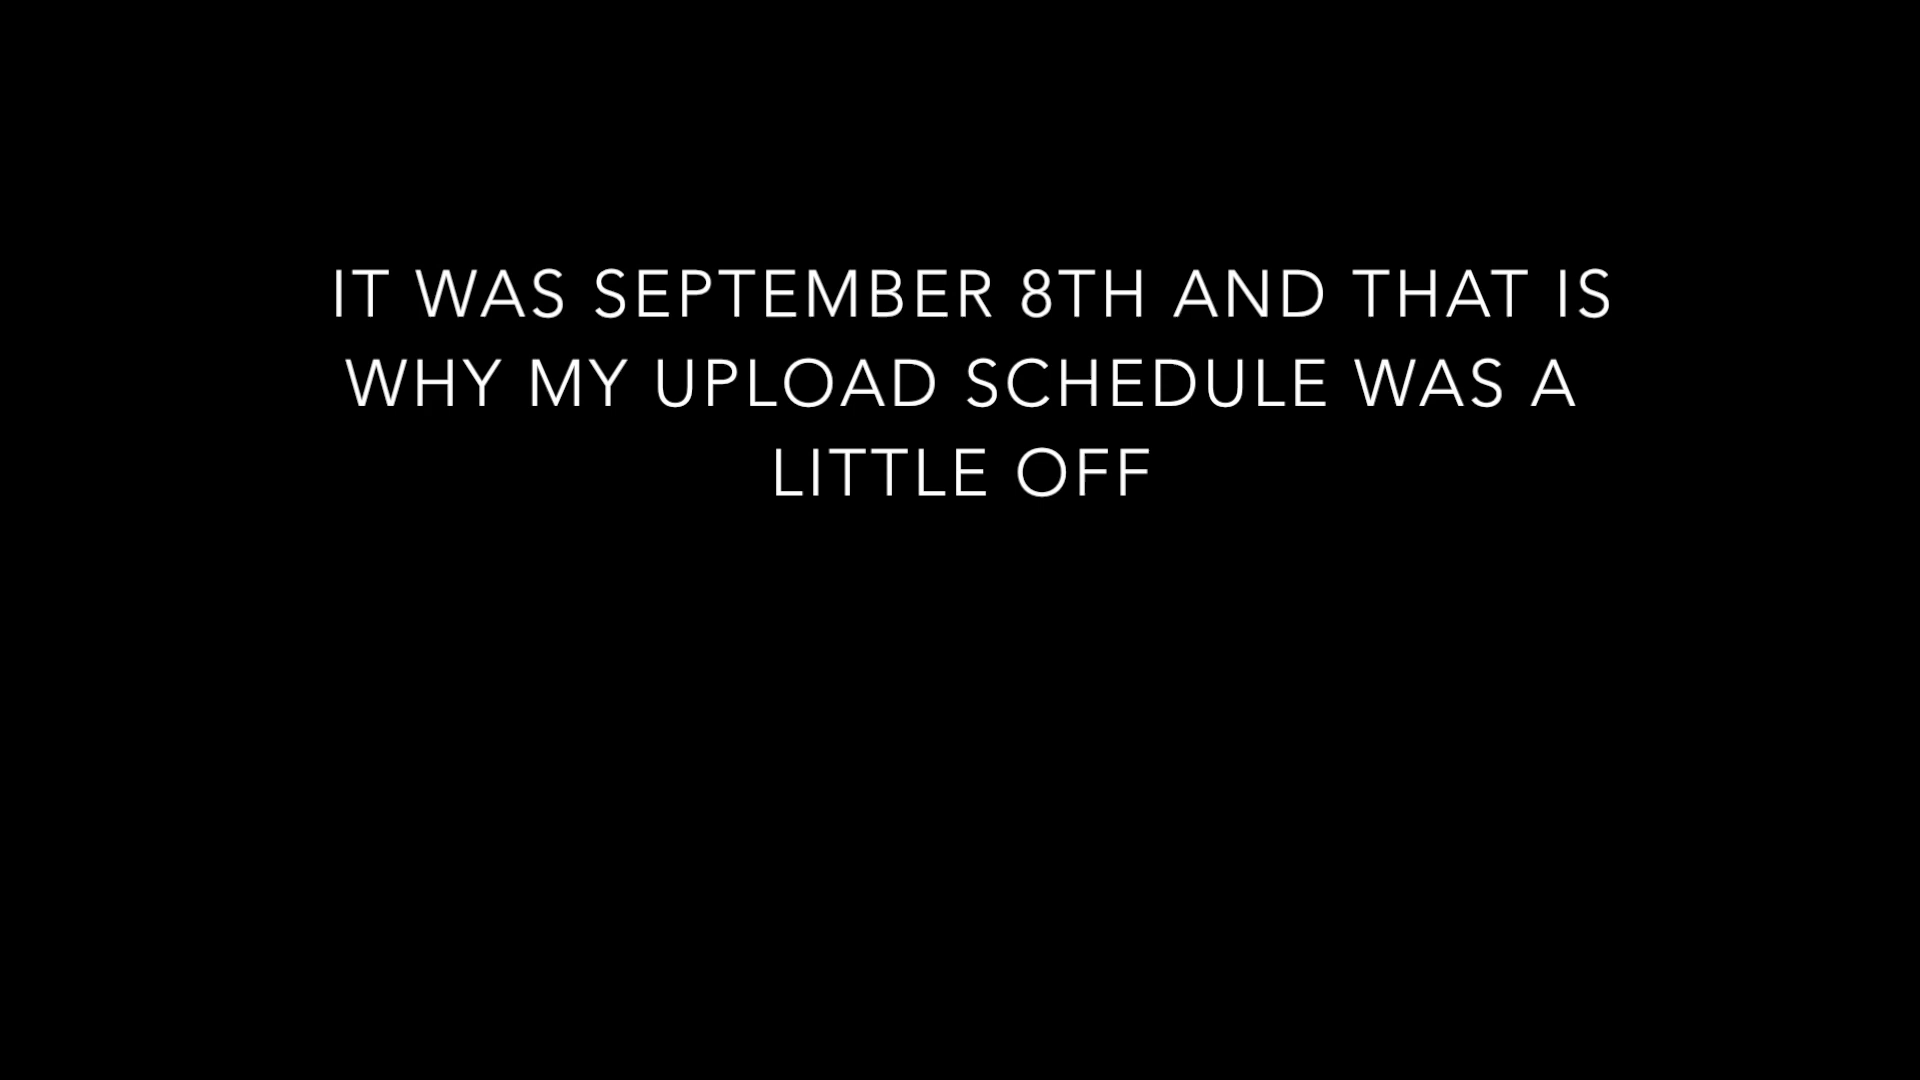 IT WAS SEPTEMBER 8TH AND THAT IS
WHY MY UPLOAD SCHEDULE WAS A
LITTLE OFF